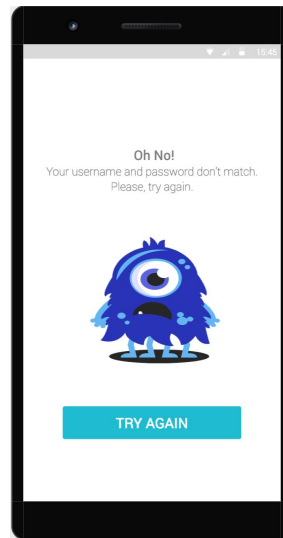 15:45
Oh No!
Your username and password don't match.
Please, try again.
TRY AGAIN